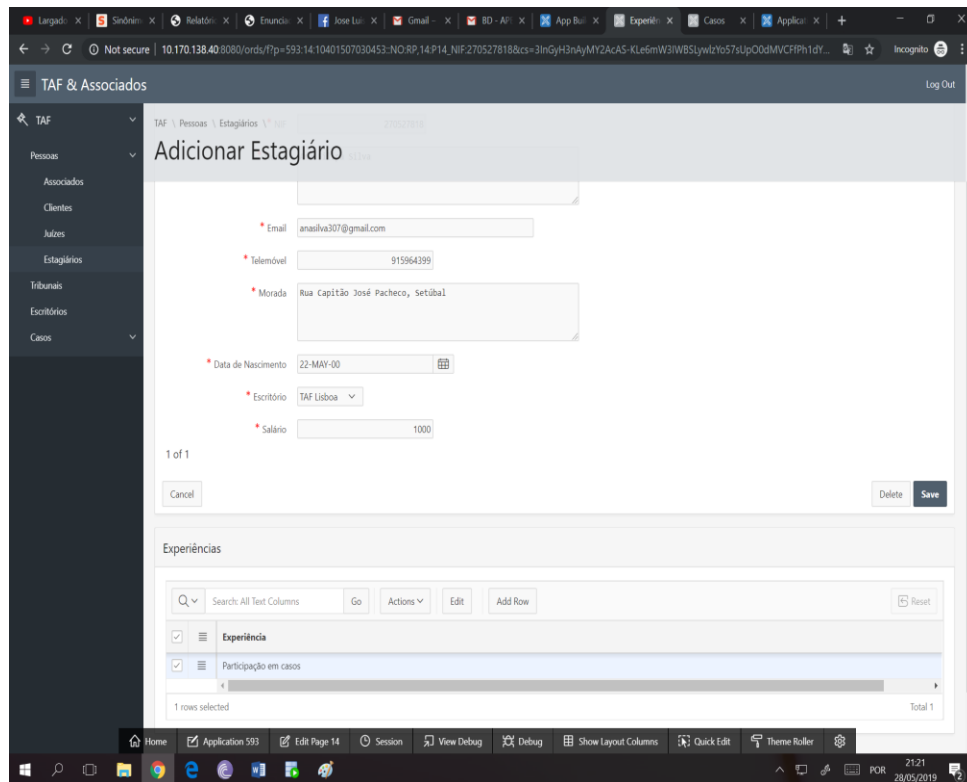 Largado
Sinónim
Relatóri
Enunciad
Jose Luis
Gmail -
BD - API
App Buil
Experiên
Casos
Applicat
Not secure | 10.170.138.40:8080/ords/f?p=593:14:10401507030453::NO:RP,14:P14_NIF:270527818&cs=3InGyH3nAyMY2AcAS-KLe6mW3IWBSLywlzYo57sUpO0dMVCFfPh1dY... Incognito
TAF & Associados Log Out
TAF
Pessoas
Associados
Clientes
Juízes
Estagiários
Tribunais
Escritórios
Casos
TAF \ Pessoas \ Estagiários \
Adicionar Estagiário
* Email anasilva307@gmail.com
* Telemóvel 915964399
* Morada Rua Capitão José Pacheco, Setúbal
* Data de Nascimento 22-MAY-00
* Escritório TAF Lisboa
* Salário 1000
1 of 1
Cancel Delete Save
Experiências
Search: All Text Columns Go Actions Edit Add Row Reset
Experiência
Participação em casos
1 rows selected Total 1
Home Application 593 Edit Page 14 Session View Debug Debug Show Layout Columns Quick Edit Theme Roller
POR 21:21
28/05/2019